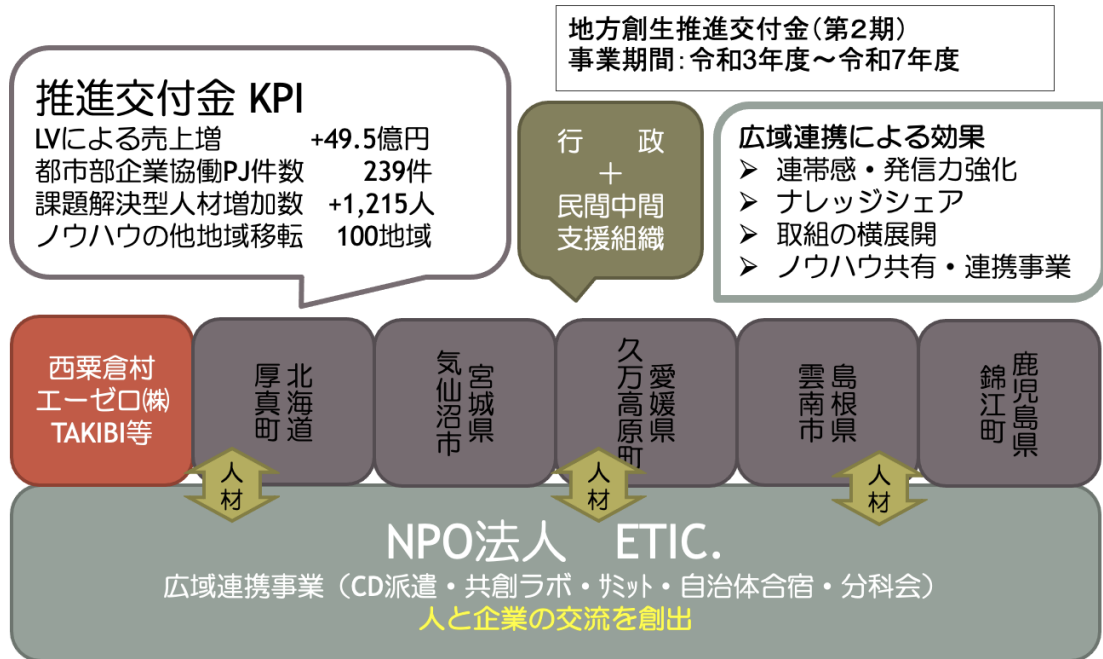 地方創生推進交付金(第2期)
事業期間:令和3年度～令和7年度
推進交付金 KPI
LVによる売上増 +49.5億円
都市部企業協働PJ件数 239件
課題解決型人材増加数 +1,215人
ノウハウの他地域移転 100地域
行 政
＋
民間中間
支援組織
広域連携による効果
➢ 連帯感・発信力強化
➢ ナレッジシェア
➢ 取組の横展開
➢ ノウハウ共有・連携事業
西粟倉村
エーゼロ㈱
TAKIBI等
北海道
厚真町
宮城県
気仙沼市
愛媛県
久万高原町
島根県
雲南市
鹿児島県
錦江町
人材
人材
人材
NPO法人 ETIC.
広域連携事業（CD派遣・共創ラボ・ｻﾐｯﾄ・自治体合宿・分科会）
人と企業の交流を創出